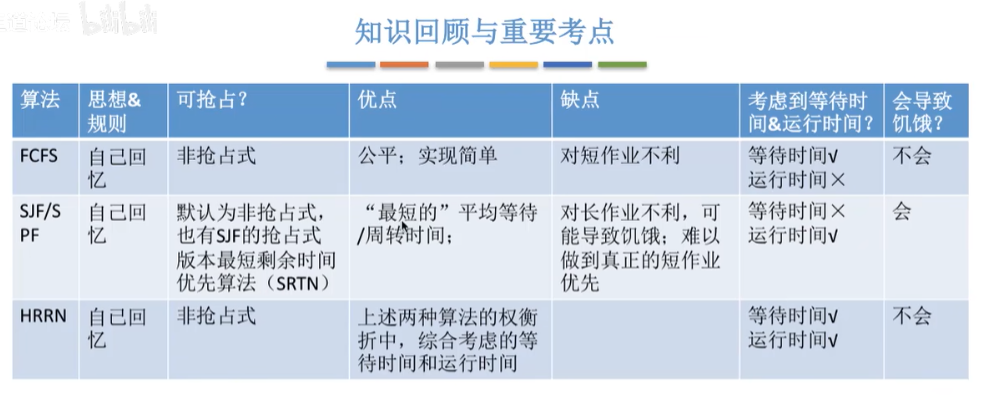 bilibili
知识回顾与重要考点
算法 思想& 可抢占? 优点 缺点 考虑到等待时 会导致
规则 间&运行时间? 饥饿?
FCFS 自己回 非抢占式 公平;实现简单 对短作业不利 等待时间√ 不会
忆 运行时间×
SJF/S 自己回 默认为非抢占式, “最短的”平均等待 对长作业不利,可 等待时间× 会
PF 忆 也有SJF的抢占式 /周转时间; 能导致饥饿;难以 运行时间√
版本最短剩余时间 做到真正的短作业
优先算法(SRTN) 优先
HRRN 自己回 非抢占式 上述两种算法的权衡 等待时间√ 不会
忆 折中,综合考虑的等 运行时间√
待时间和运行时间